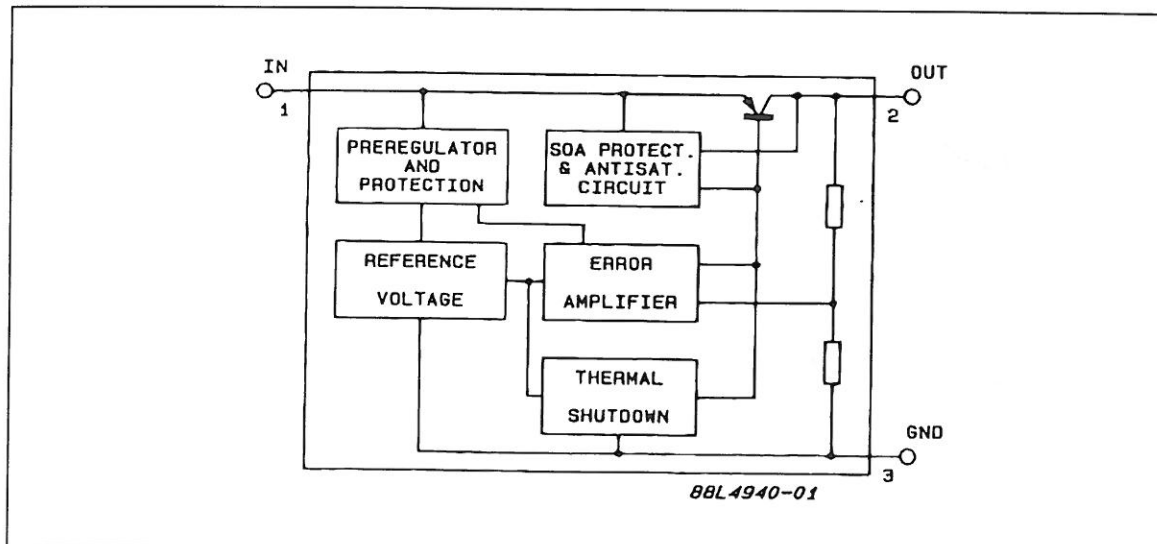 IN
OUT
1
2
PREREGULATOR
AND
PROTECTION
SOA PROTECT.
& ANTISAT.
CIRCUIT
REFERENCE
VOLTAGE
ERROR
AMPLIFIER
THERMAL
SHUTDOWN
GND
3
88L4940-01